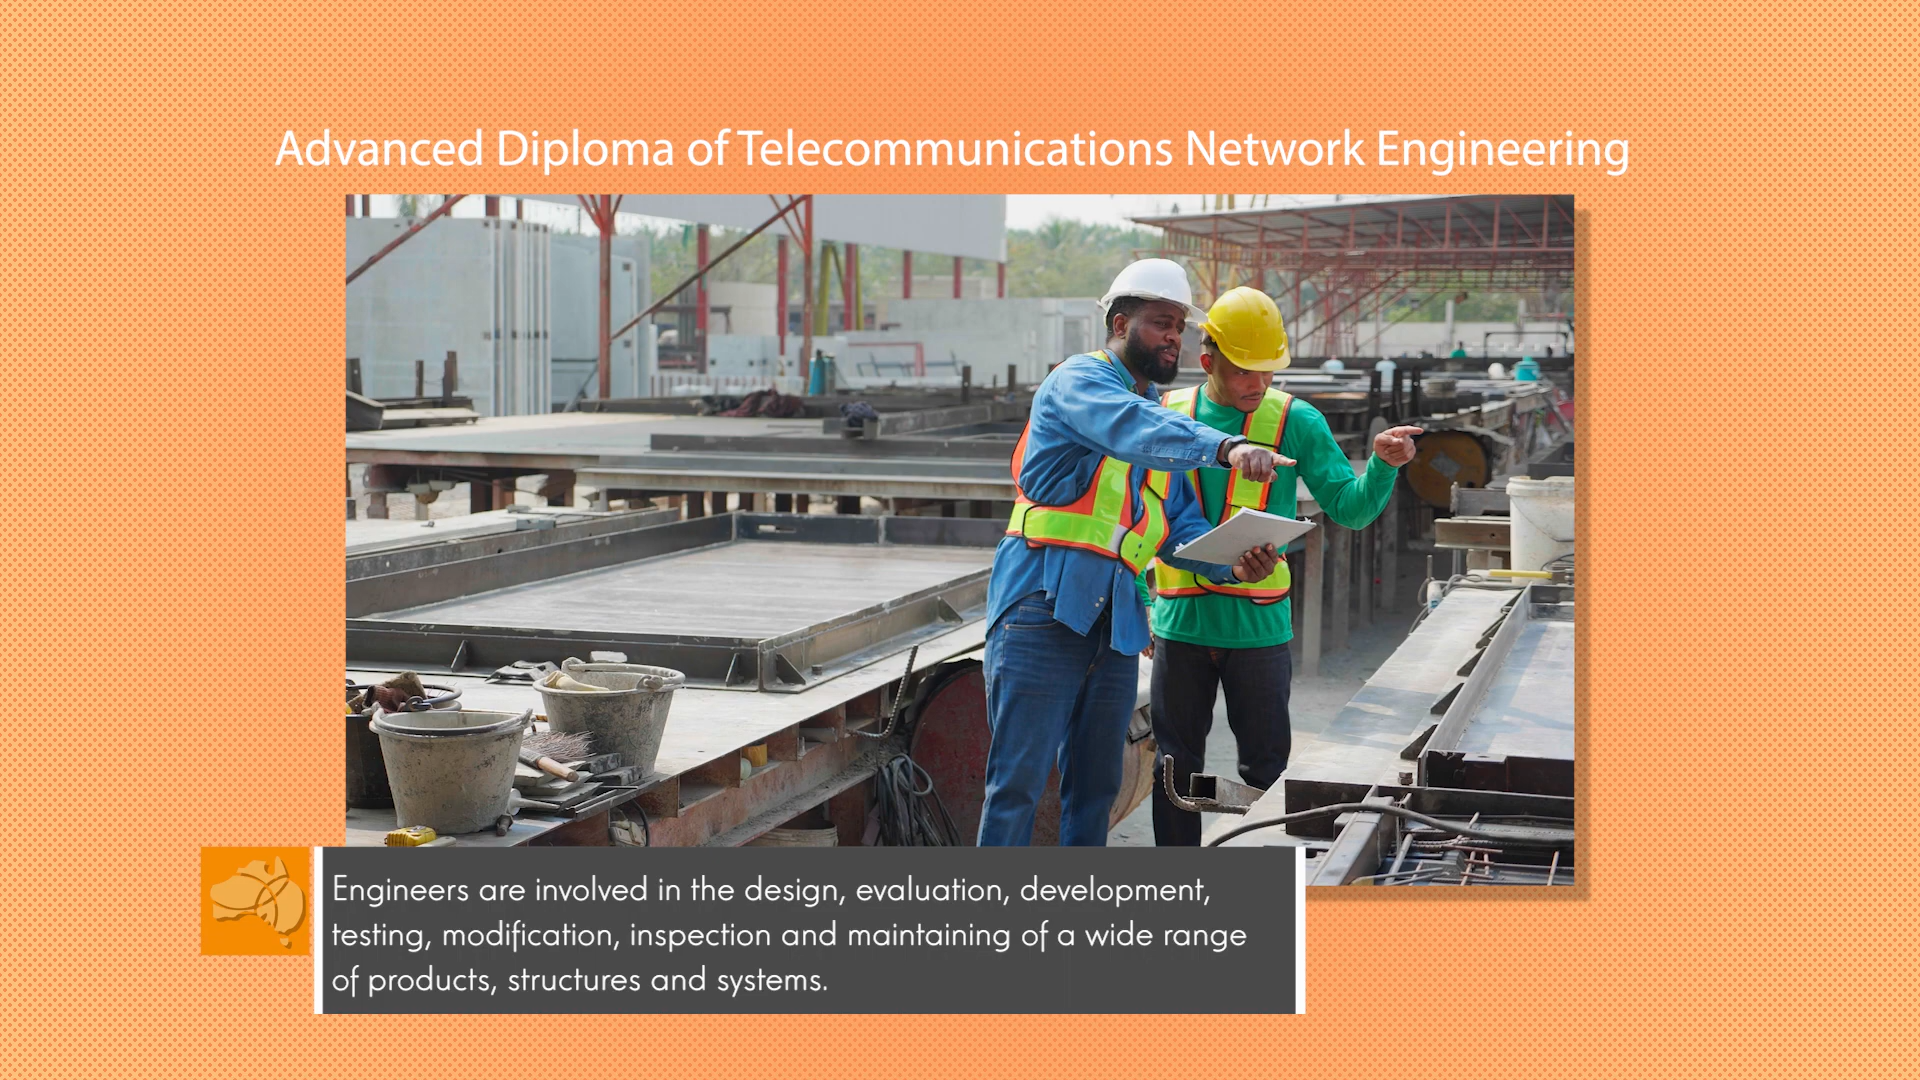 Advanced Diploma of Telecommunications Network Engineering
Engineers are involved in the design, evaluation, development,
testing, modification, inspection and maintaining of a wide range
of products, structures and systems.